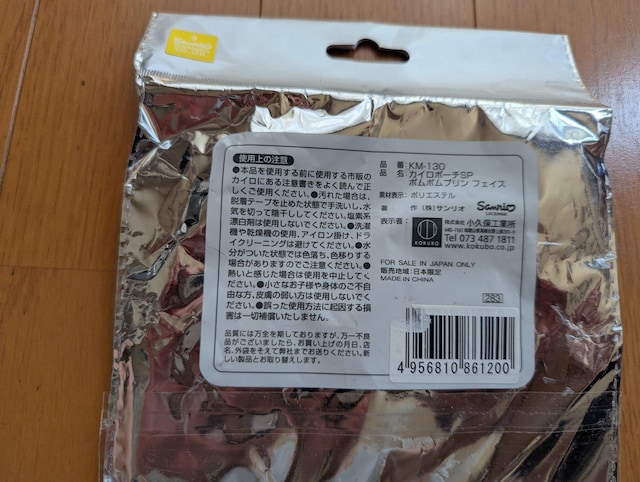 使用上の注意
●本品を使用する前に使用する市販の
カイロにある注意書きをよく読んで正
しくご使用ください。●汚れた場合は、
脱着テープを止めた状態で手洗いし、水
気を切って陰干ししてください。塩素系
漂白剤は使用しないでください。●洗濯
機や乾燥機の使用、アイロン掛け、ドラ
イクリーニングは避けてください。●水
分がついた状態では色落ち、色移りする
場合がありますのでご注意ください。●
熱いと感じた場合は使用を中止してくだ
さい。●小さなお子様や身体のご不自
由な方、皮膚の弱い方は使用しないでく
ださい。●誤った使用方法に起因する損
害は一切補償いたしません。
品質には万全を期しておりますが、万一不良
品がございましたら、お買い上げの月日、店
名、外袋をそえて弊社までお送りください。新
しい製品とお取り替えします。
品 番：KM-130
品 名：カイロポーチSP
ポムポムプリン フェイス
素材表示：ポリエステル
著 作：(株)サンリオ
Sanrio
LICENSEE
表示者：
KOKUBO
株式会社 小久保工業所
Tel 073 487 1811
www.kokubo.co.jp
FOR SALE IN JAPAN ONLY
販売地域：日本限定
MADE IN CHINA
283
4 956810 861200